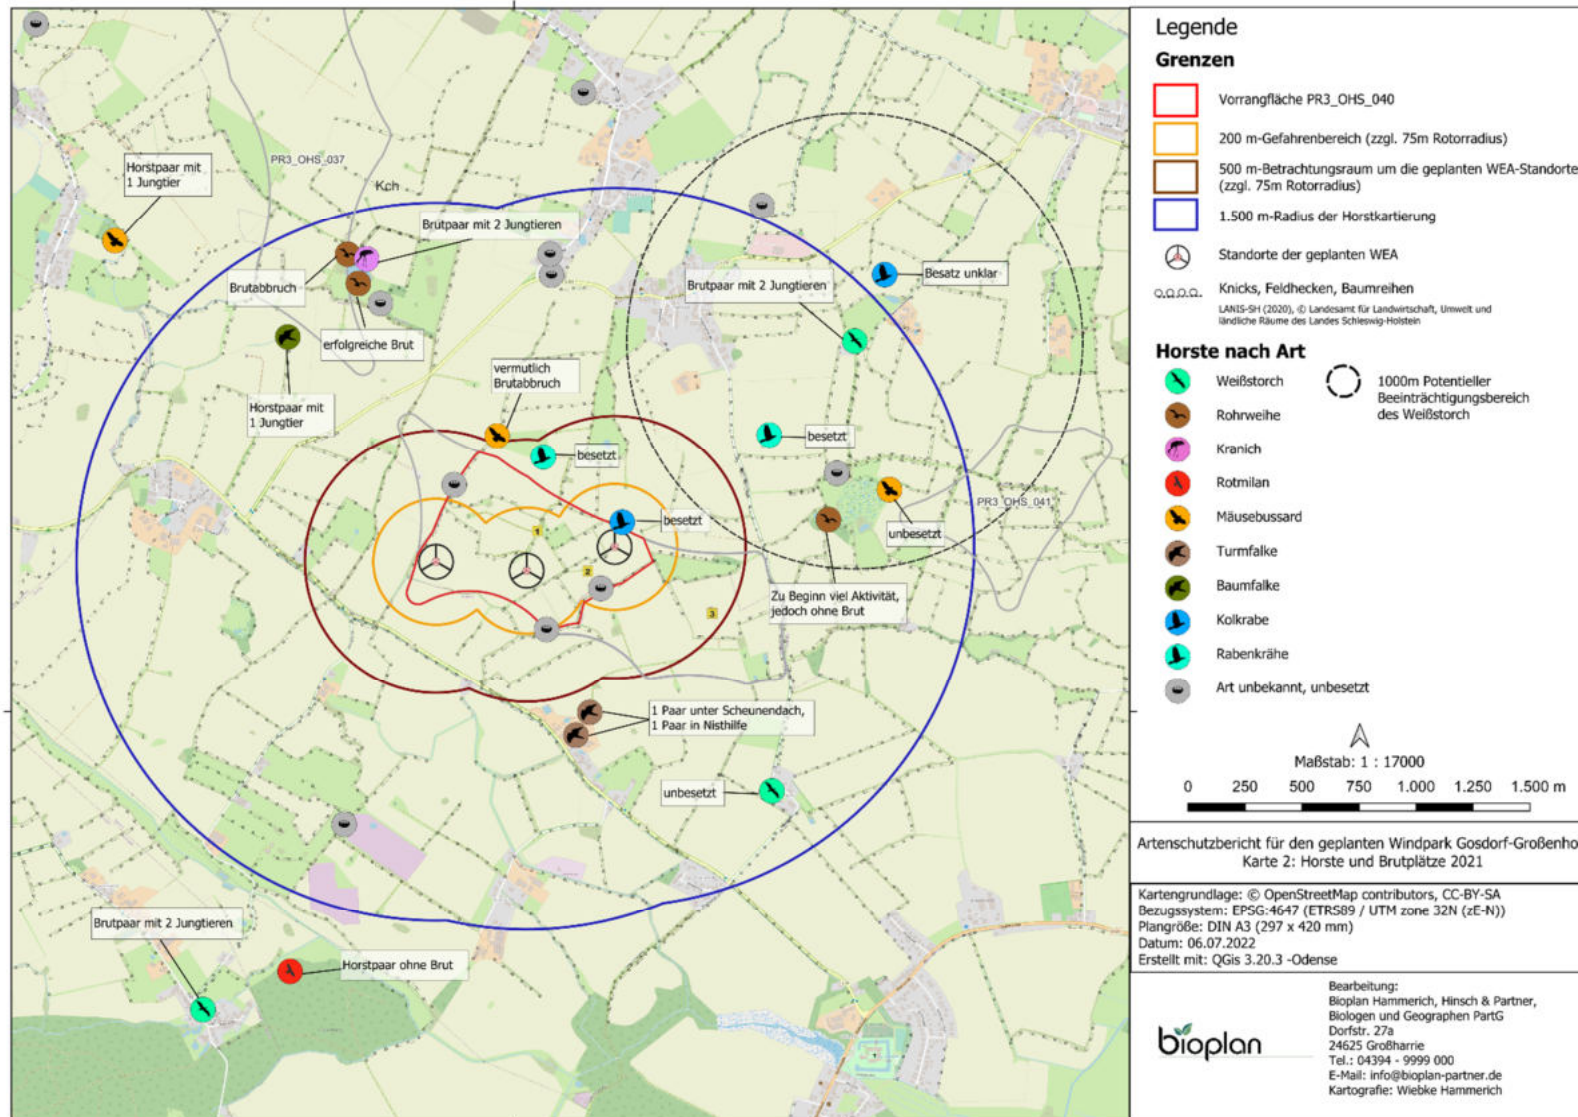 PR3_OHS_037
Kch
Horstpaar mit
1 Jungtier
Brutpaar mit 2 Jungtieren
Brutabbruch
erfolgreiche Brut
Horstpaar mit
1 Jungtier
vermutlich
Brutabbruch
besetzt
besetzt
Brutpaar mit 2 Jungtieren
Besatz unklar
besetzt
PR3_OHS_041
unbesetzt
Zu Beginn viel Aktivität,
jedoch ohne Brut
1
2
3
1 Paar unter Scheunendach,
1 Paar in Nisthilfe
unbesetzt
Brutpaar mit 2 Jungtieren
Horstpaar ohne Brut
Legende
Grenzen
Vorrangfläche PR3_OHS_040
200 m-Gefahrenbereich (zzgl. 75m Rotorradius)
500 m-Betrachtungsraum um die geplanten WEA-Standorte
(zzgl. 75m Rotorradius)
1.500 m-Radius der Horstkartierung
Standorte der geplanten WEA
Knicks, Feldhecken, Baumreihen
LANIS-SH (2020), © Landesamt für Landwirtschaft, Umwelt und
ländliche Räume des Landes Schleswig-Holstein
Horste nach Art
Weißstorch
Rohrweihe
Kranich
Rotmilan
Mäusebussard
Turmfalke
Baumfalke
Kolkrabe
Rabenkrähe
Art unbekannt, unbesetzt
1000m Potentieller
Beeinträchtigungsbereich
des Weißstorch
Maßstab: 1 : 17000
0 250 500 750 1.000 1.250 1.500 m
Artenschutzbericht für den geplanten Windpark Gosdorf-Großenho
Karte 2: Horste und Brutplätze 2021
Kartengrundlage: © OpenStreetMap contributors, CC-BY-SA
Bezugssystem: EPSG:4647 (ETRS89 / UTM zone 32N (zE-N))
Plangröße: DIN A3 (297 x 420 mm)
Datum: 06.07.2022
Erstellt mit: QGis 3.20.3 -Odense
bioplan
Bearbeitung:
Bioplan Hammerich, Hinsch & Partner,
Biologen und Geographen PartG
Dorfstr. 27a
24625 Großharrie
Tel.: 04394 - 9999 000
E-Mail: info@bioplan-partner.de
Kartografie: Wiebke Hammerich